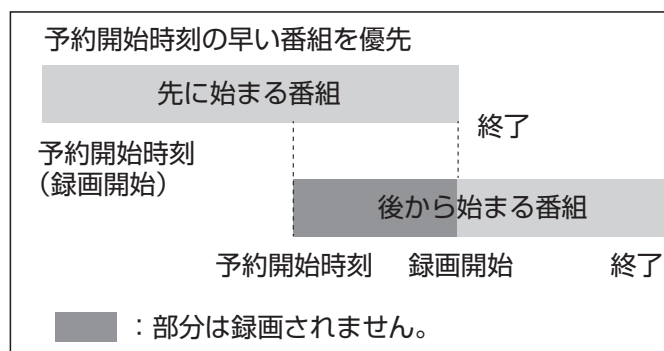 予約開始時刻の早い番組を優先
先に始まる番組
終了
予約開始時刻
(録画開始)
後から始まる番組
予約開始時刻 録画開始 終了
：部分は録画されません。